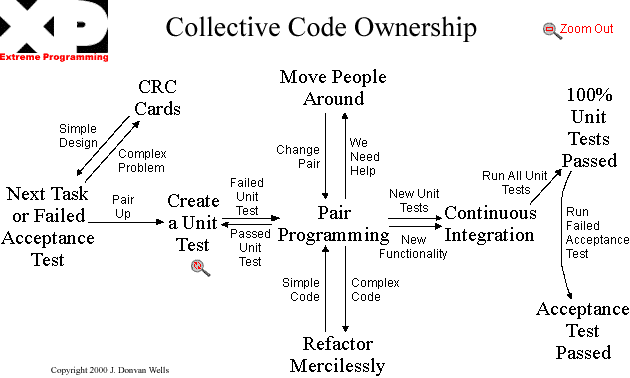 XP
Extreme Programming
Collective Code Ownership
Zoom Out
CRC
Cards
Simple
Design
Complex
Problem
Next Task
or Failed
Acceptance
Test
Pair
Up
Create
a Unit
Test
Failed
Unit
Test
Passed
Unit
Test
Move People
Around
Change
Pair
We
Need
Help
Pair
Programming
Simple
Code
Complex
Code
Refactor
Mercilessly
New Unit
Tests
New
Functionality
Continuous
Integration
Run All Unit
Tests
100%
Unit
Tests
Passed
Run
Failed
Acceptance
Test
Acceptance
Test
Passed
Copyright 2000 J. Donvan Wells